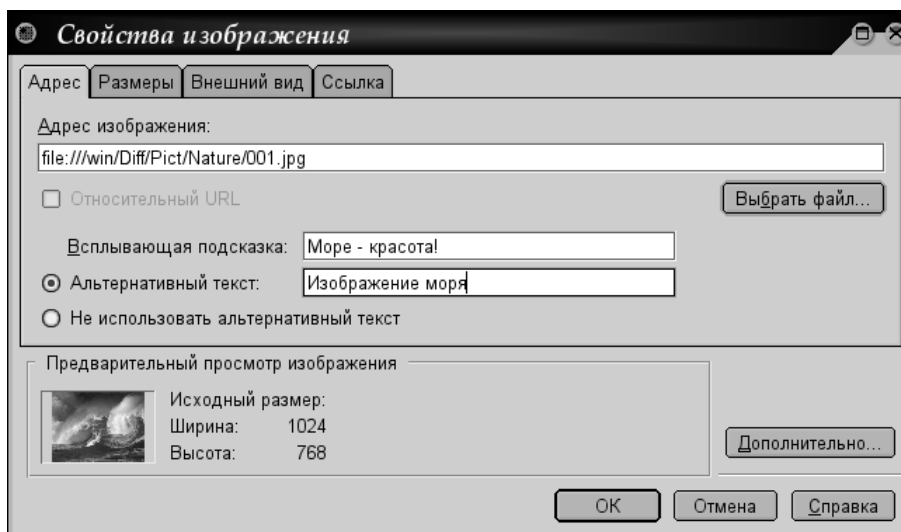 Свойства изображения
Адрес Размеры Внешний вид Ссылка
Адрес изображения:
file:///win/Diff/Pict/Nature/001.jpg
Относительный URL Выбрать файл...
Всплывающая подсказка: Море - красота!
Альтернативный текст: Изображение моря
Не использовать альтернативный текст
Предварительный просмотр изображения
Исходный размер:
Ширина: 1024
Высота: 768
Дополнительно...
OK Отмена Справка